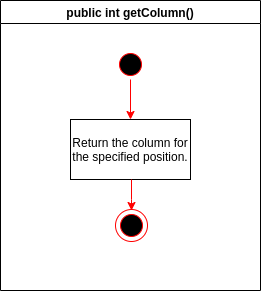 public int getColumn()
Return the column for
the specified position.